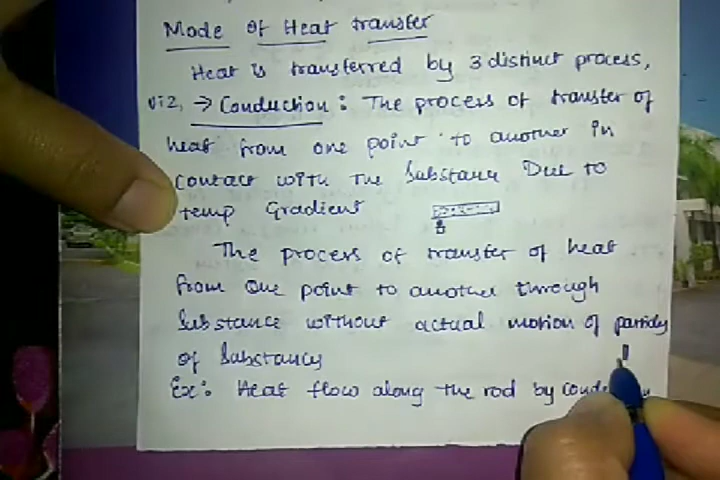 Mode of Heat transfer
Heat is transferred by 3 distinct process,
viz, → Conduction : The process of transfer of
heat from one point to another in
contact with the substance Due to
temp Gradient
The process of transfer of heat
from One point to another through
Substance without actual motion of particles
of Substances
Ex: Heat flow along the rod by